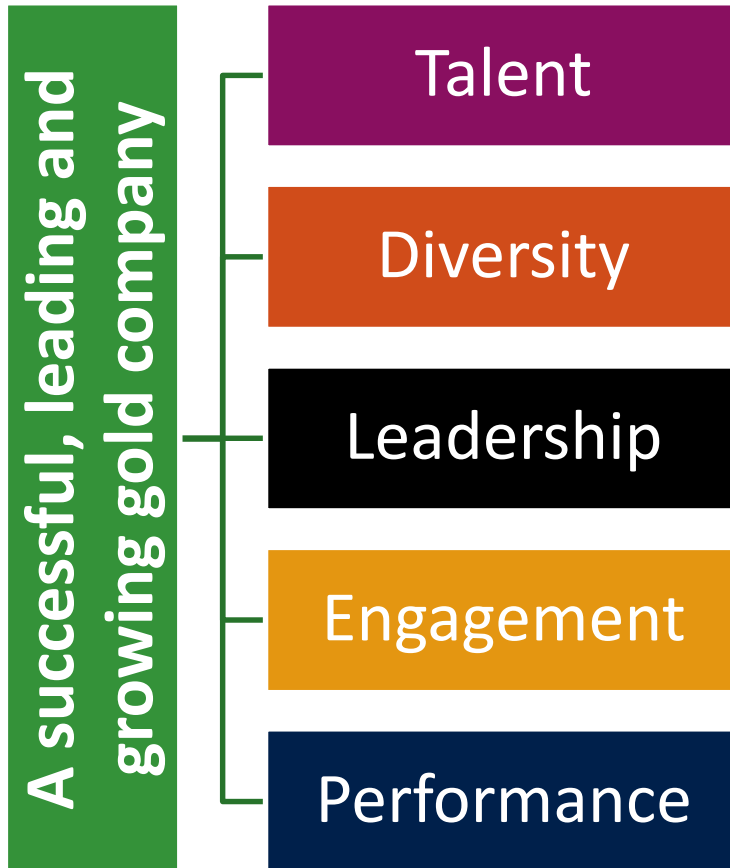 A successful, leading and
growing gold company
Talent
Diversity
Leadership
Engagement
Performance